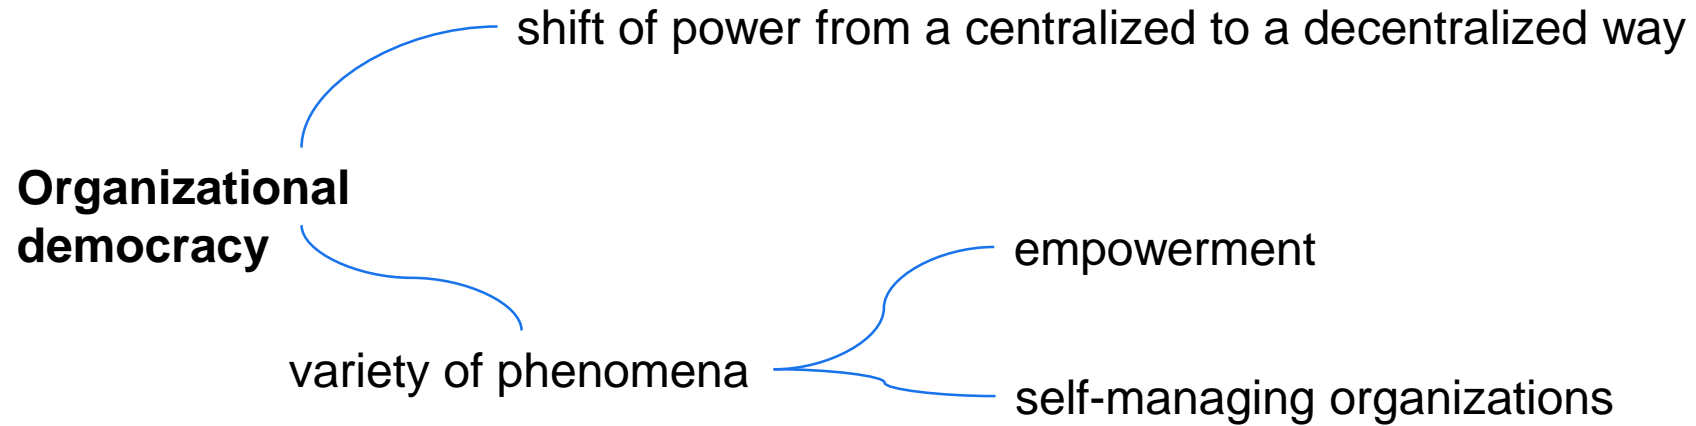 shift of power from a centralized to a decentralized way
Organizational
democracy
empowerment
variety of phenomena
self-managing organizations